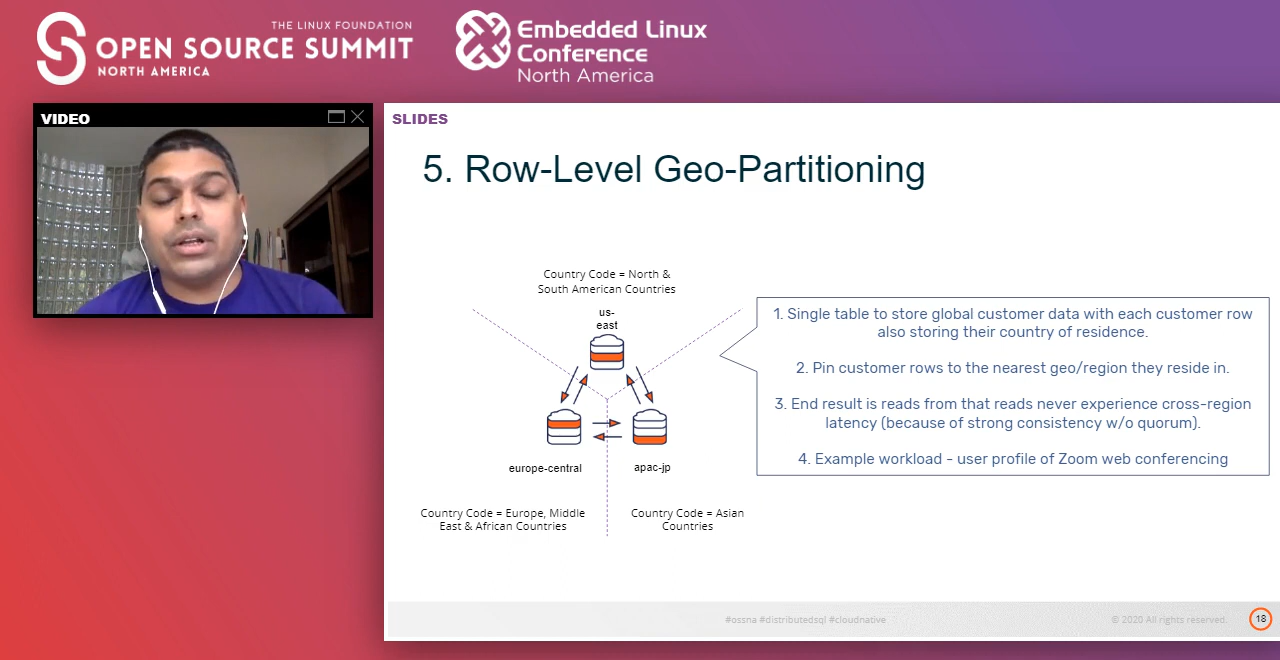 THE LINUX FOUNDATION
OPEN SOURCE SUMMIT
NORTH AMERICA
Embedded Linux
Conference
North America
VIDEO
SLIDES
5. Row-Level Geo-Partitioning
Country Code = North &
South American Countries
us-
east
europe-central
apac-jp
Country Code = Europe, Middle
East & African Countries
Country Code = Asian
Countries
1. Single table to store global customer data with each customer row
also storing their country of residence.
2. Pin customer rows to the nearest geo/region they reside in.
3. End result is reads from that reads never experience cross-region
latency (because of strong consistency w/o quorum).
4. Example workload - user profile of Zoom web conferencing
#ossna #distributedsql #cloudnative
© 2020 All rights reserved.
18